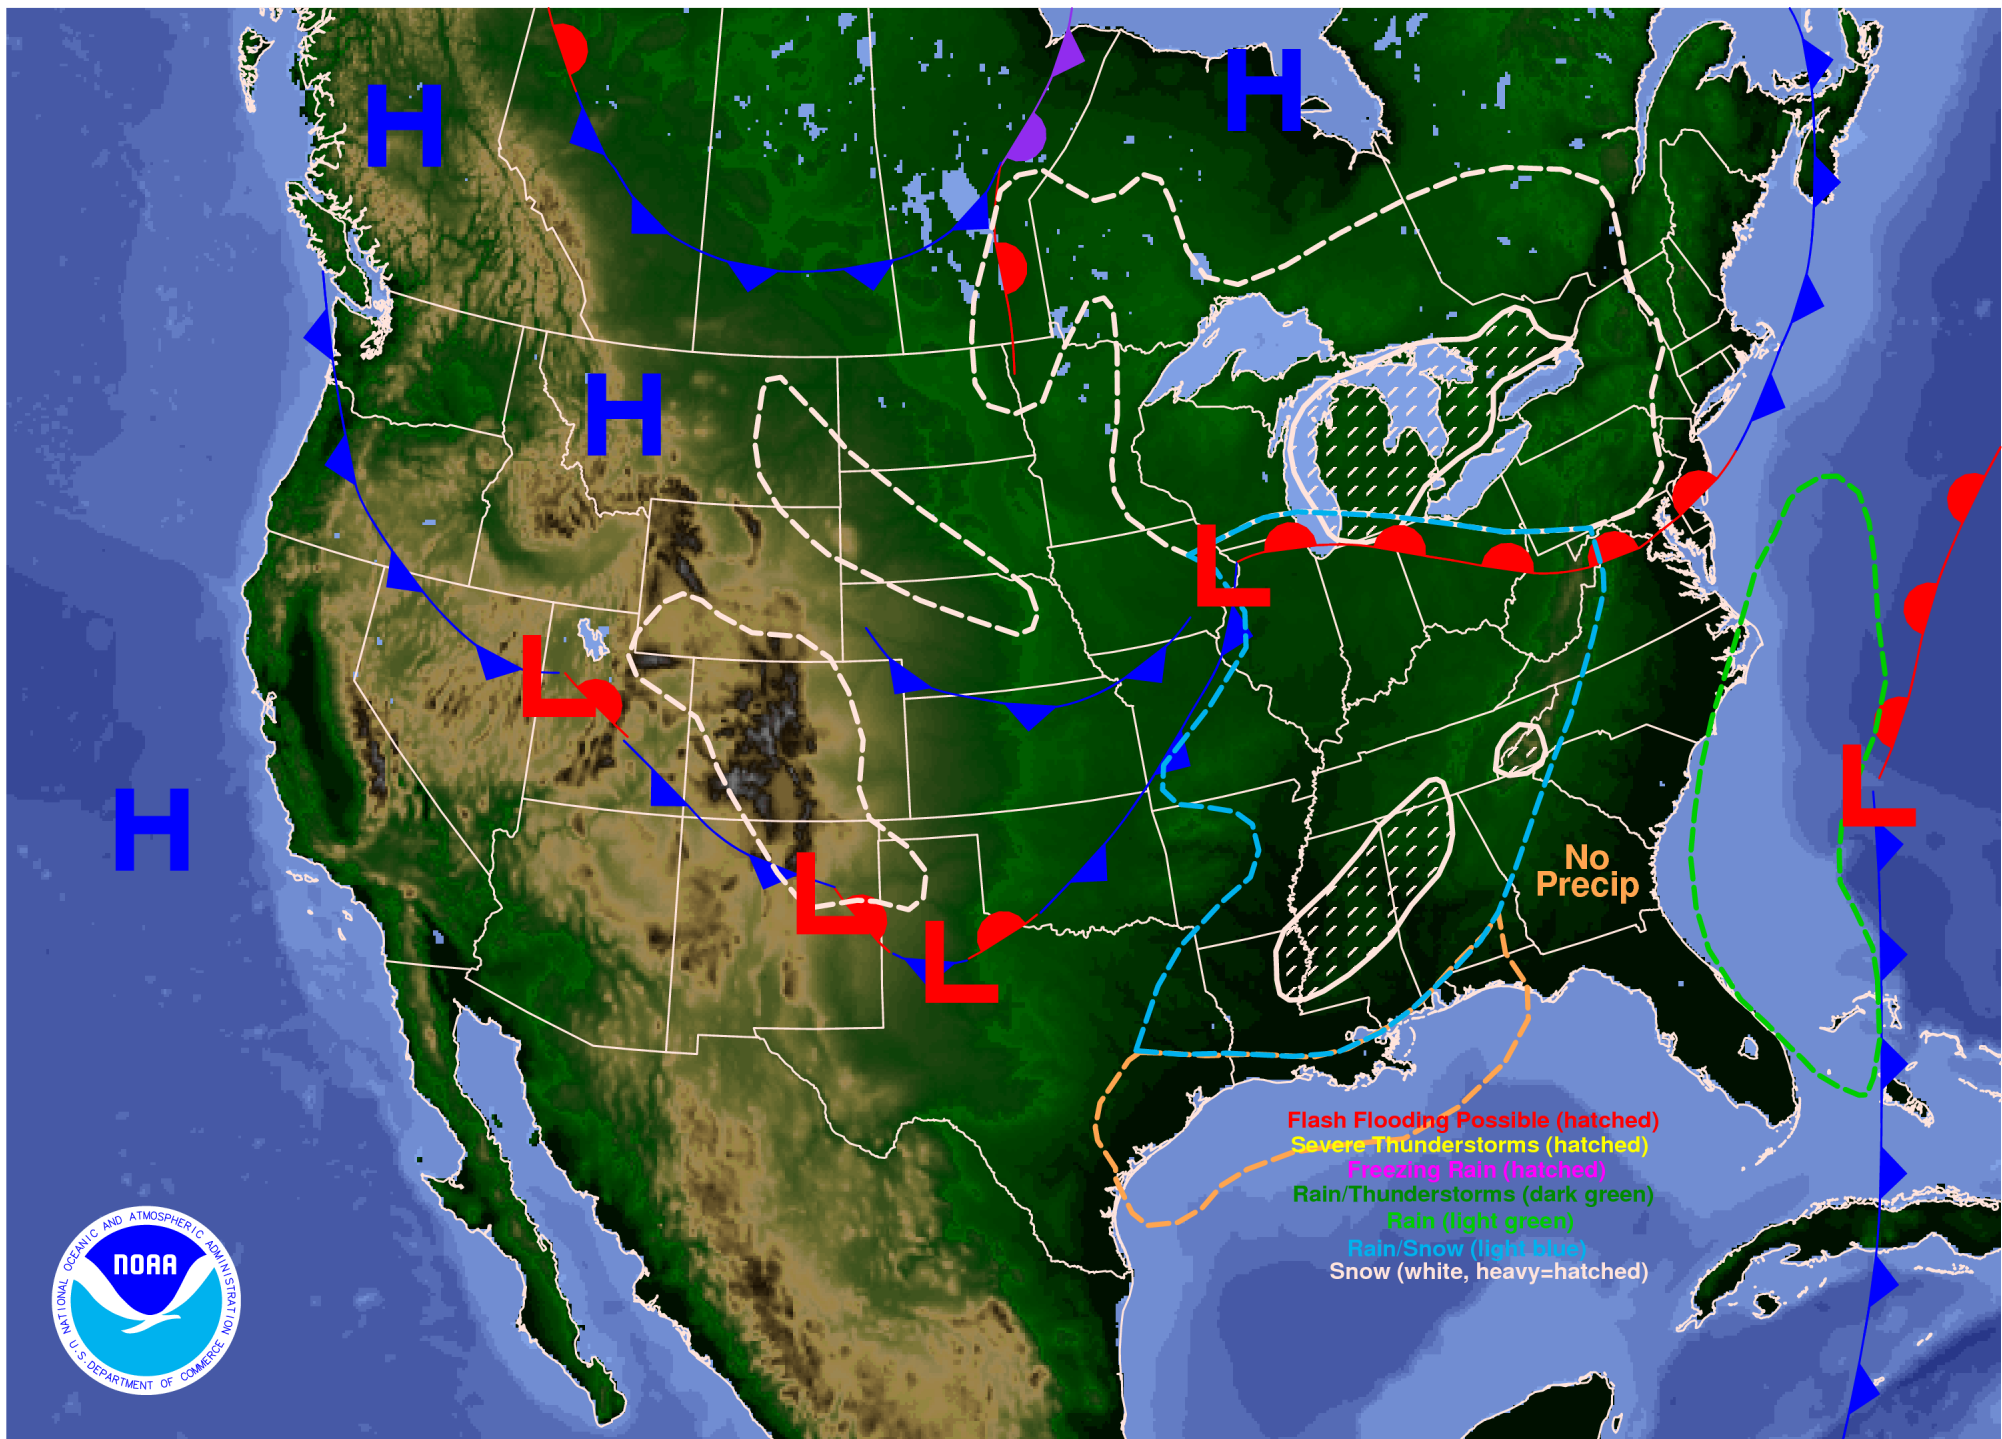 H
H
H
L
L
No
Precip
L
H
L
L
L
Flash Flooding Possible (hatched)
Severe Thunderstorms (hatched)
Freezing Rain (hatched)
Rain/Thunderstorms (dark green)
Rain (light green)
Rain/Snow (light blue)
Snow (white, heavy=hatched)
NATIONAL OCEANIC AND ATMOSPHERIC ADMINISTRATION
NOAA
U.S. DEPARTMENT OF COMMERCE